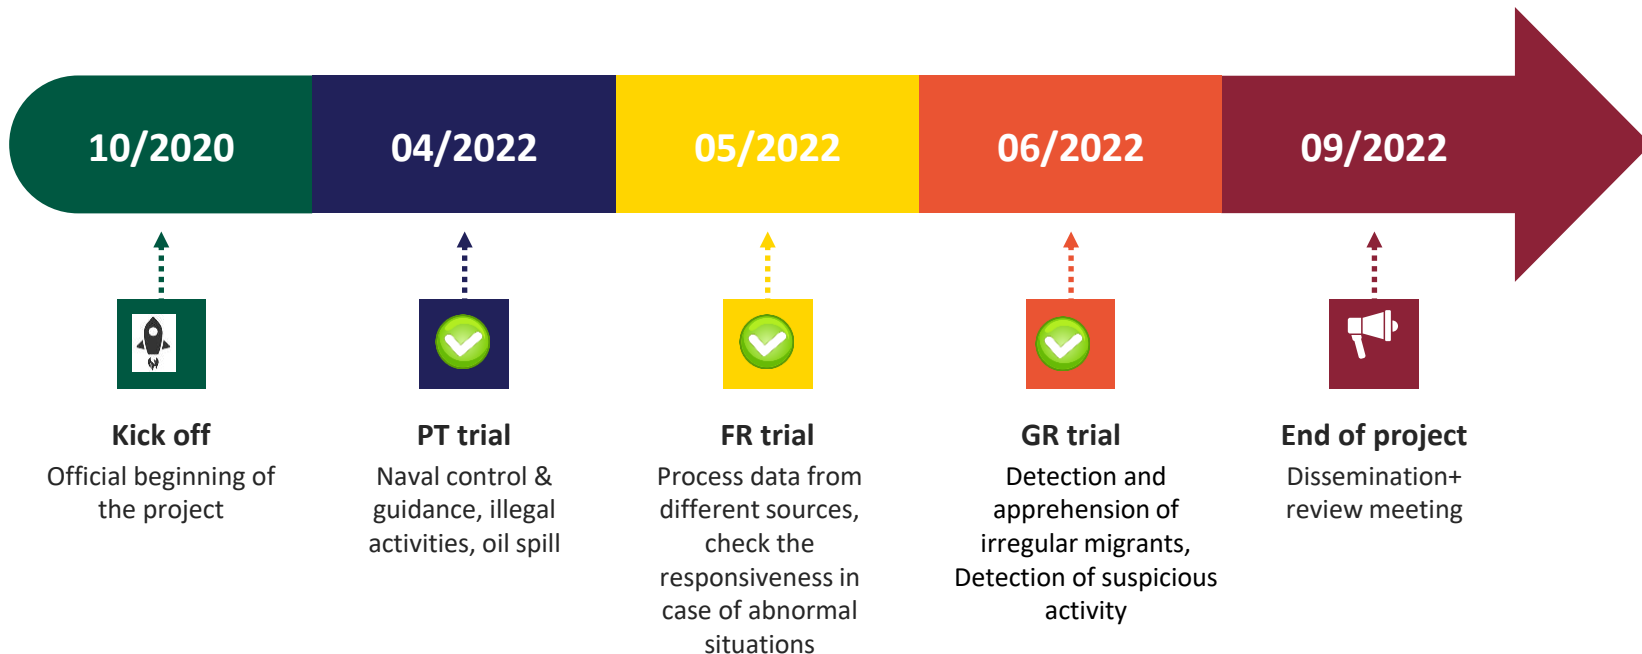 10/2020
04/2022
05/2022
06/2022
09/2022
Kick off
Official beginning of
the project
PT trial
Naval control &
guidance, illegal
activities, oil spill
FR trial
Process data from
different sources,
check the
responsiveness in
case of abnormal
situations
GR trial
Detection and
apprehension of
irregular migrants,
Detection of suspicious
activity
End of project
Dissemination+
review meeting